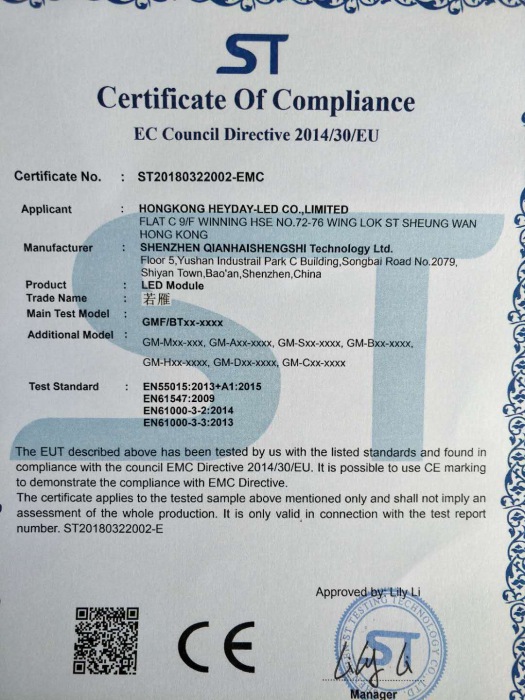 ST
Certificate Of Compliance
EC Council Directive 2014/30/EU
Certificate No. : ST20180322002-EMC
Applicant : HONGKONG HEYDAY-LED CO.,LIMITED
FLAT C 9/F WINNING HSE NO.72-76 WING LOK ST SHEUNG WAN
HONG KONG
Manufacturer : SHENZHEN QIANHAISHENGSHI Technology Ltd.
Floor 5,Yushan Industrail Park C Building,Songbai Road No.2079,
Shiyan Town,Bao'an,Shenzhen,China
Product : LED Module
Trade Name : 若雁
Main Test Model : GMF/BTxx-xxxx
Additional Model : GM-Mxx-xxx, GM-Axx-xxxx, GM-Sxx-xxxx, GM-Bxx-xxxx,
GM-Hxx-xxxx, GM-Dxx-xxxx, GM-Cxx-xxxx
Test Standard : EN55015:2013+A1:2015
EN61547:2009
EN61000-3-2:2014
EN61000-3-3:2013
The EUT described above has been tested by us with the listed standards and found in
compliance with the council EMC Directive 2014/30/EU. It is possible to use CE marking
to demonstrate the compliance with EMC Directive.
The certificate applies to the tested sample above mentioned only and shall not imply an
assessment of the whole production. It is only valid in connection with the test report
number. ST20180322002-E
Approved by: Lily Li
CE
ST TESTING TECHNOLOGY CO., LTD
ST
Lily Li
Manager